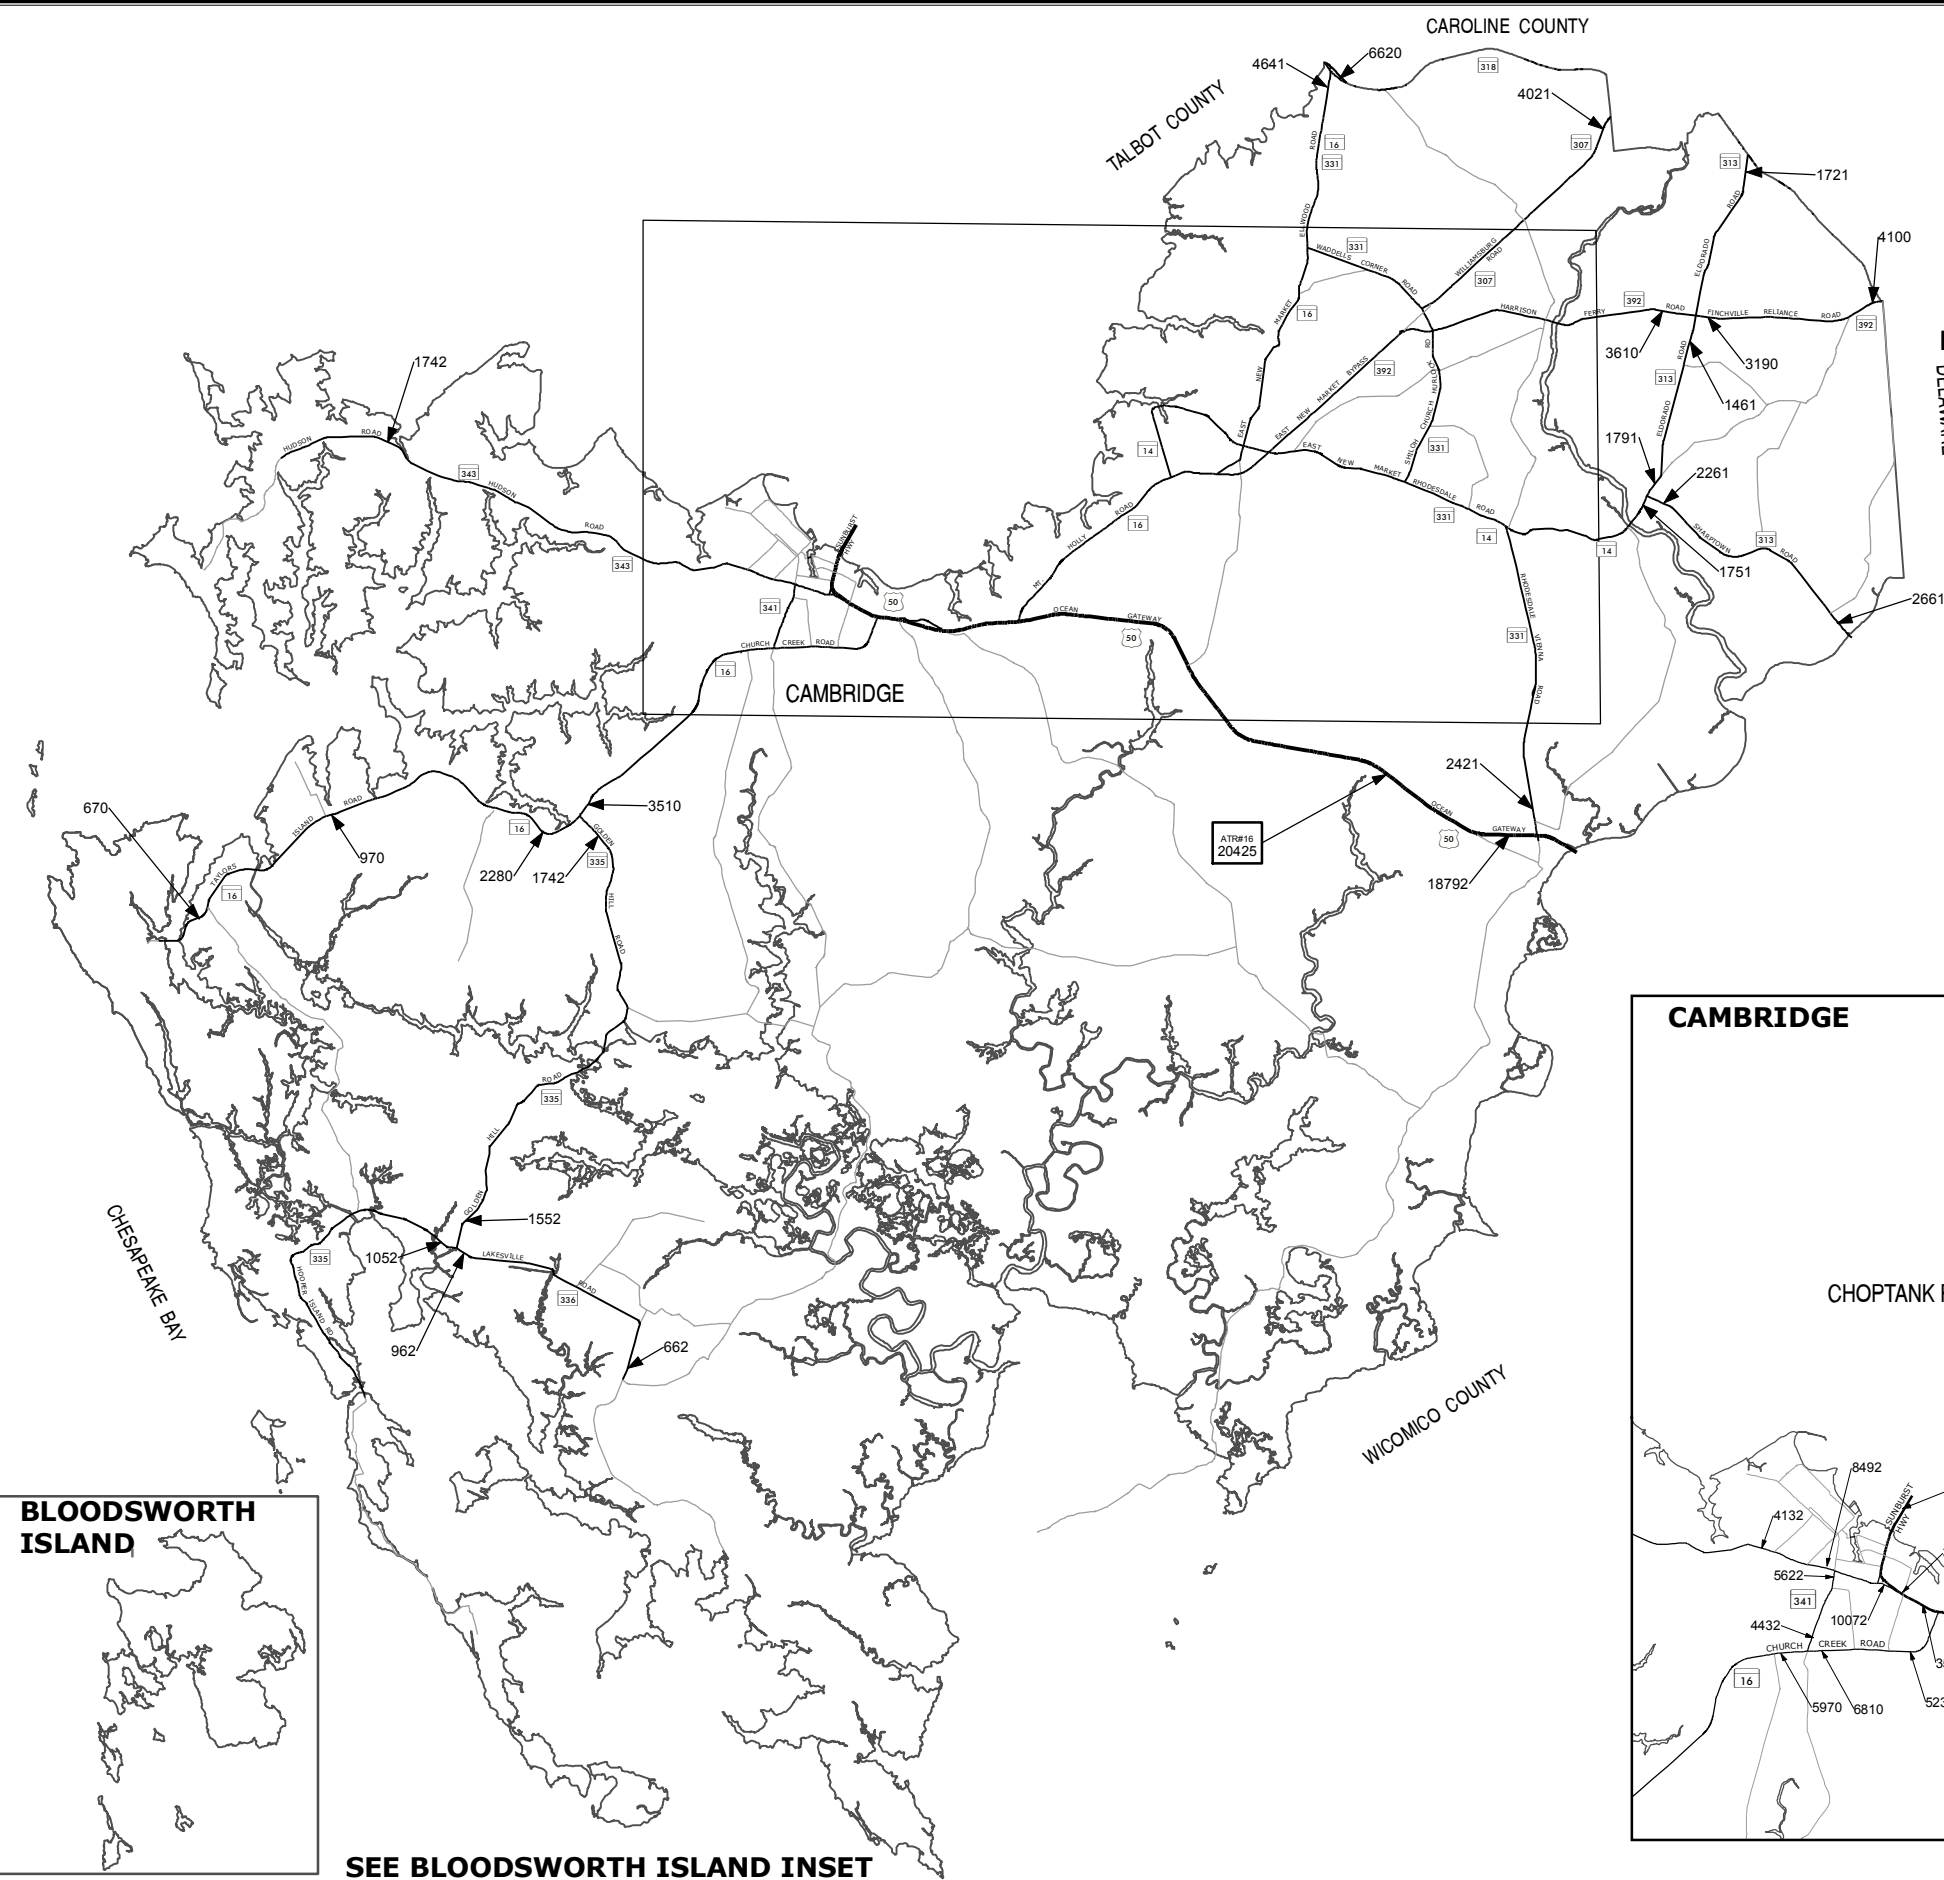 CAROLINE COUNTY
TALBOT COUNTY
4641
6620
318
4021
307
16
331
ELLWOOD ROAD
313
1721
ELDORADO ROAD
4100
WADDELLS CORNER ROAD
331
WILLIAMSBURG ROAD
307
16
EAST NEW MARKET
HARRISON FERRY ROAD
392
FINCHVILLE RELIANCE ROAD
392
3610
3190
313
1461
ELDORADO ROAD
EAST NEW MARKET BYPASS
392
SHILOH CHURCH HURLOCK RD
331
1742
HUDSON ROAD
343
HUDSON ROAD
343
14
EAST NEW MARKET RHODESDALE ROAD
331
14
14
1791
2261
SHARPTOWN ROAD
313
1751
2661
MT. HOLLY ROAD
16
SUNBURST HWY
50
341
CHURCH CREEK ROAD
16
CAMBRIDGE
OCEAN GATEWAY
50
RHODESDALE VIENNA ROAD
331
2421
OCEAN GATEWAY
50
ATR#16
20425
18792
670
TAYLORS ISLAND ROAD
16
970
16
2280
1742
3510
GOLDEN HILL ROAD
335
GOLDEN HILL ROAD
335
1552
1052
335
HOOPER ISLAND RD
LAKESVILLE ROAD
336
962
662
CHESAPEAKE BAY
WICOMICO COUNTY
BLOODSWORTH
ISLAND
SEE BLOODSWORTH ISLAND INSET
CAMBRIDGE
CHOPTANK
8492
SUNBURST HWY
4132
5622
341
10072
4432
CHURCH CREEK ROAD
16
5970
6810